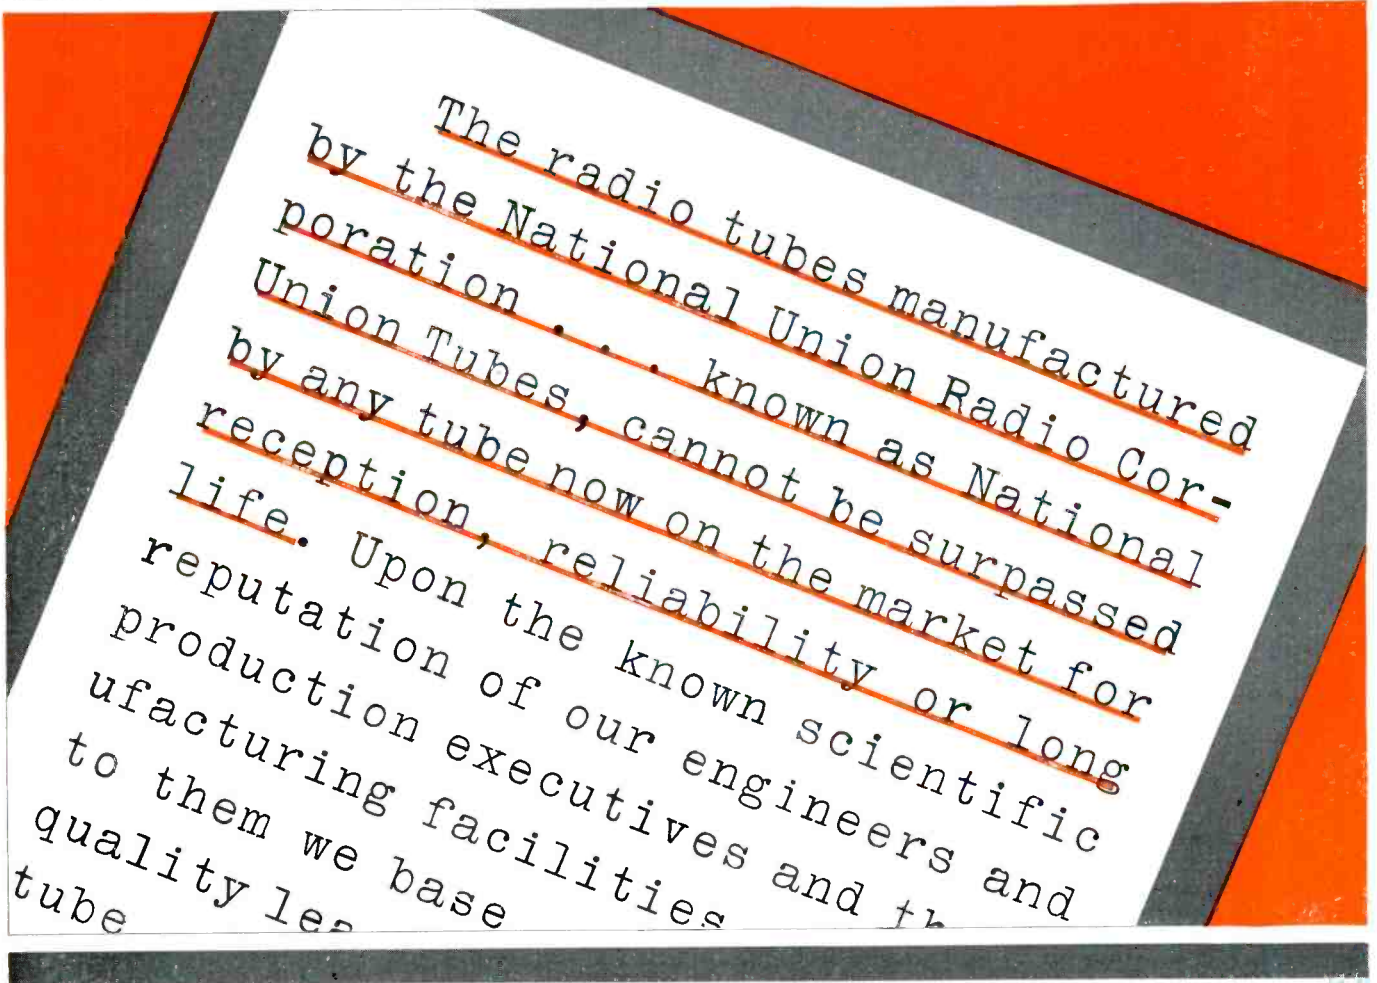 The radio tubes manufactured
by the National Union Radio Cor-
poration . . . known as National
Union Tubes, cannot be surpassed
by any tube now on the market for
reception, reliability or long
life. Upon the known scientific
reputation of our engineers and
production executives and
ufacturing facilities
to them we base
quality
tube